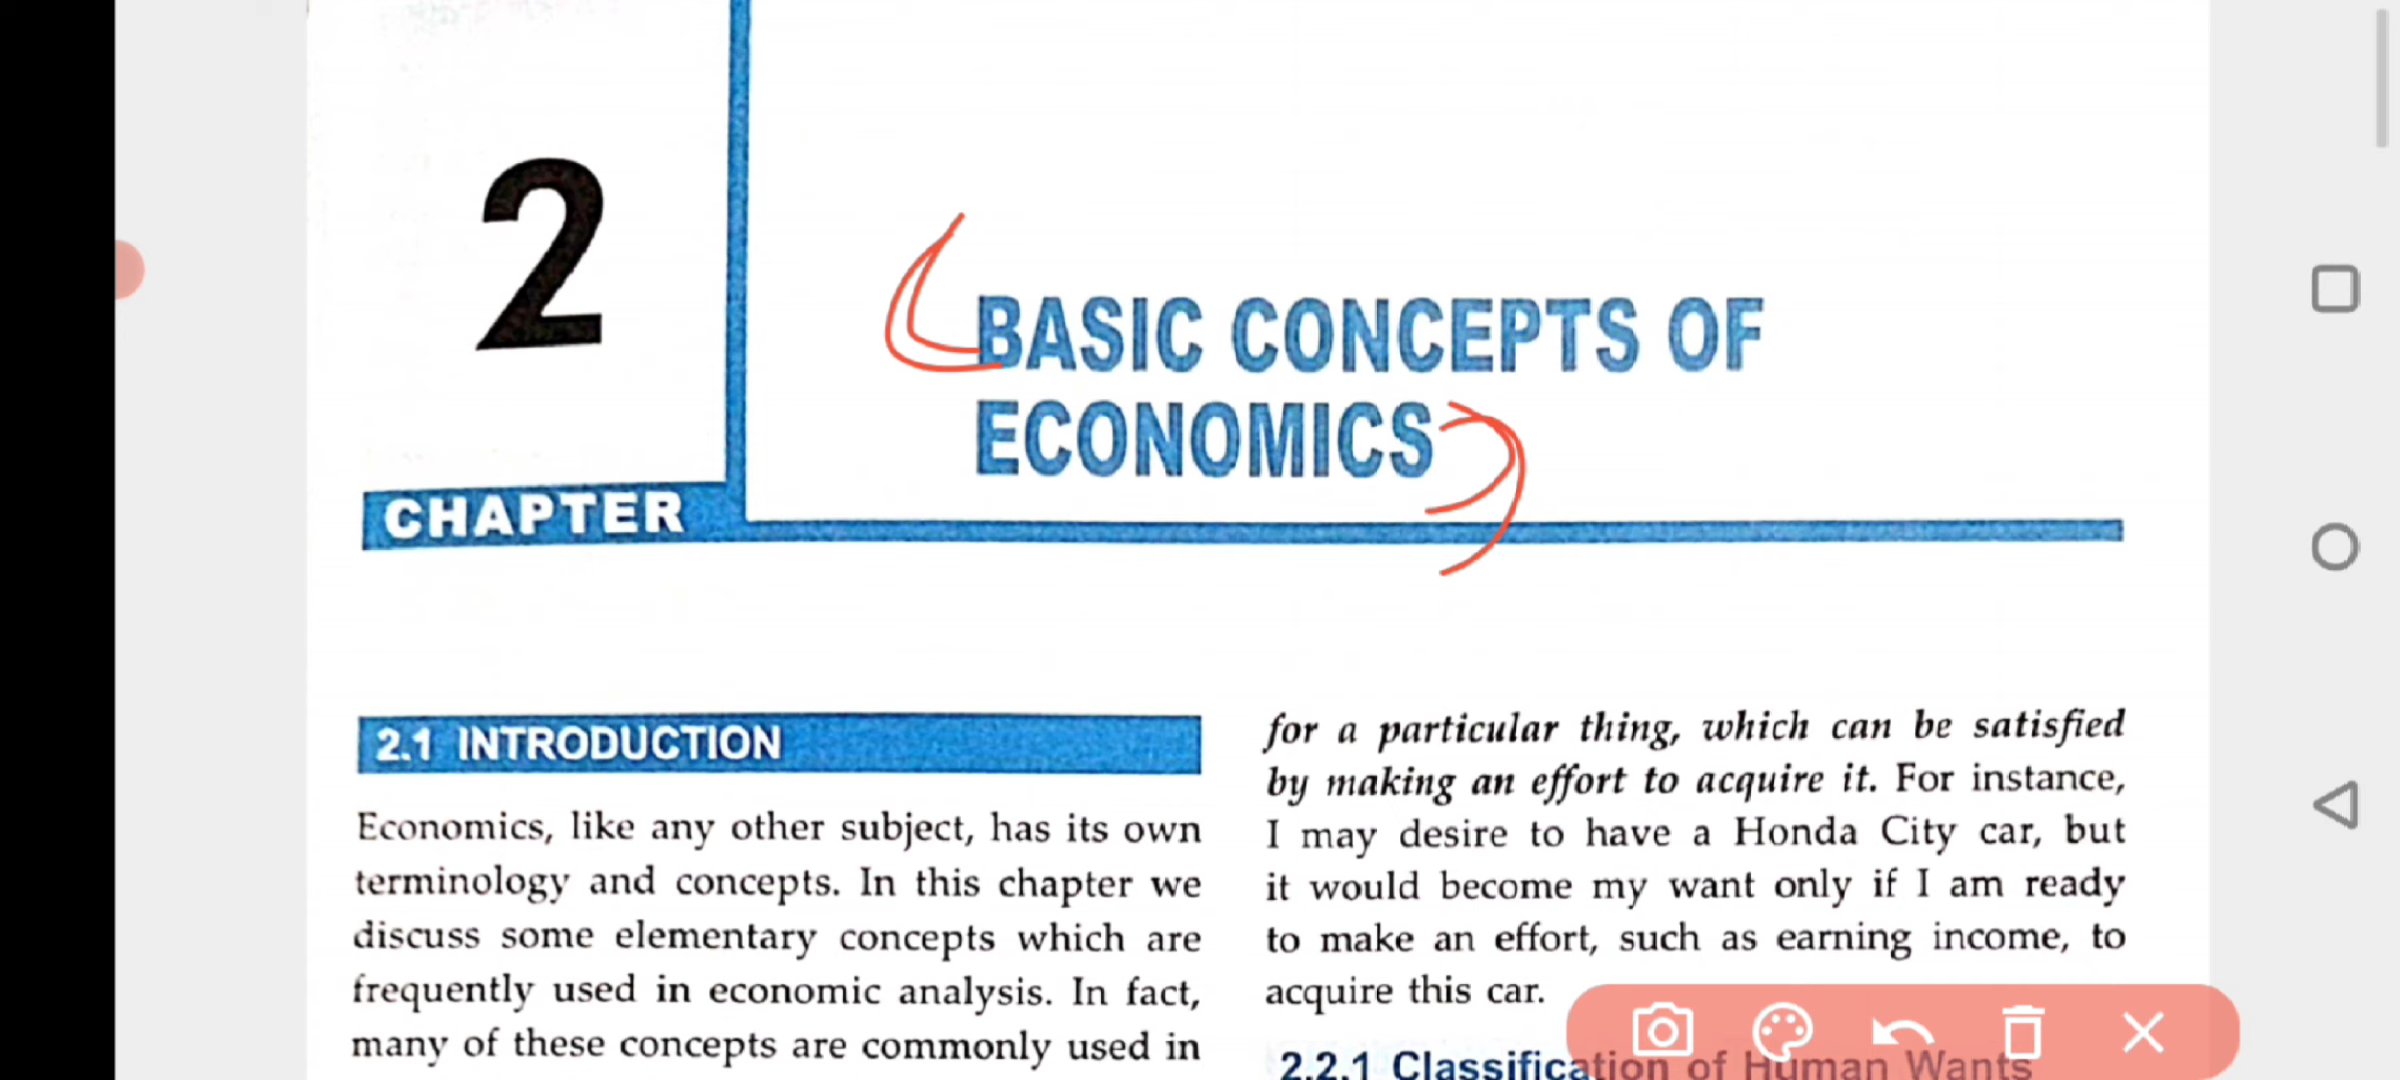 2
CHAPTER
BASIC CONCEPTS OF
ECONOMICS
2.1 INTRODUCTION
Economics, like any other subject, has its own
terminology and concepts. In this chapter we
discuss some elementary concepts which are
frequently used in economic analysis. In fact,
many of these concepts are commonly used in
for a particular thing, which can be satisfied
by making an effort to acquire it. For instance,
I may desire to have a Honda City car, but
it would become my want only if I am ready
to make an effort, such as earning income, to
acquire this car.
2.2.1 Classification of Human Wants